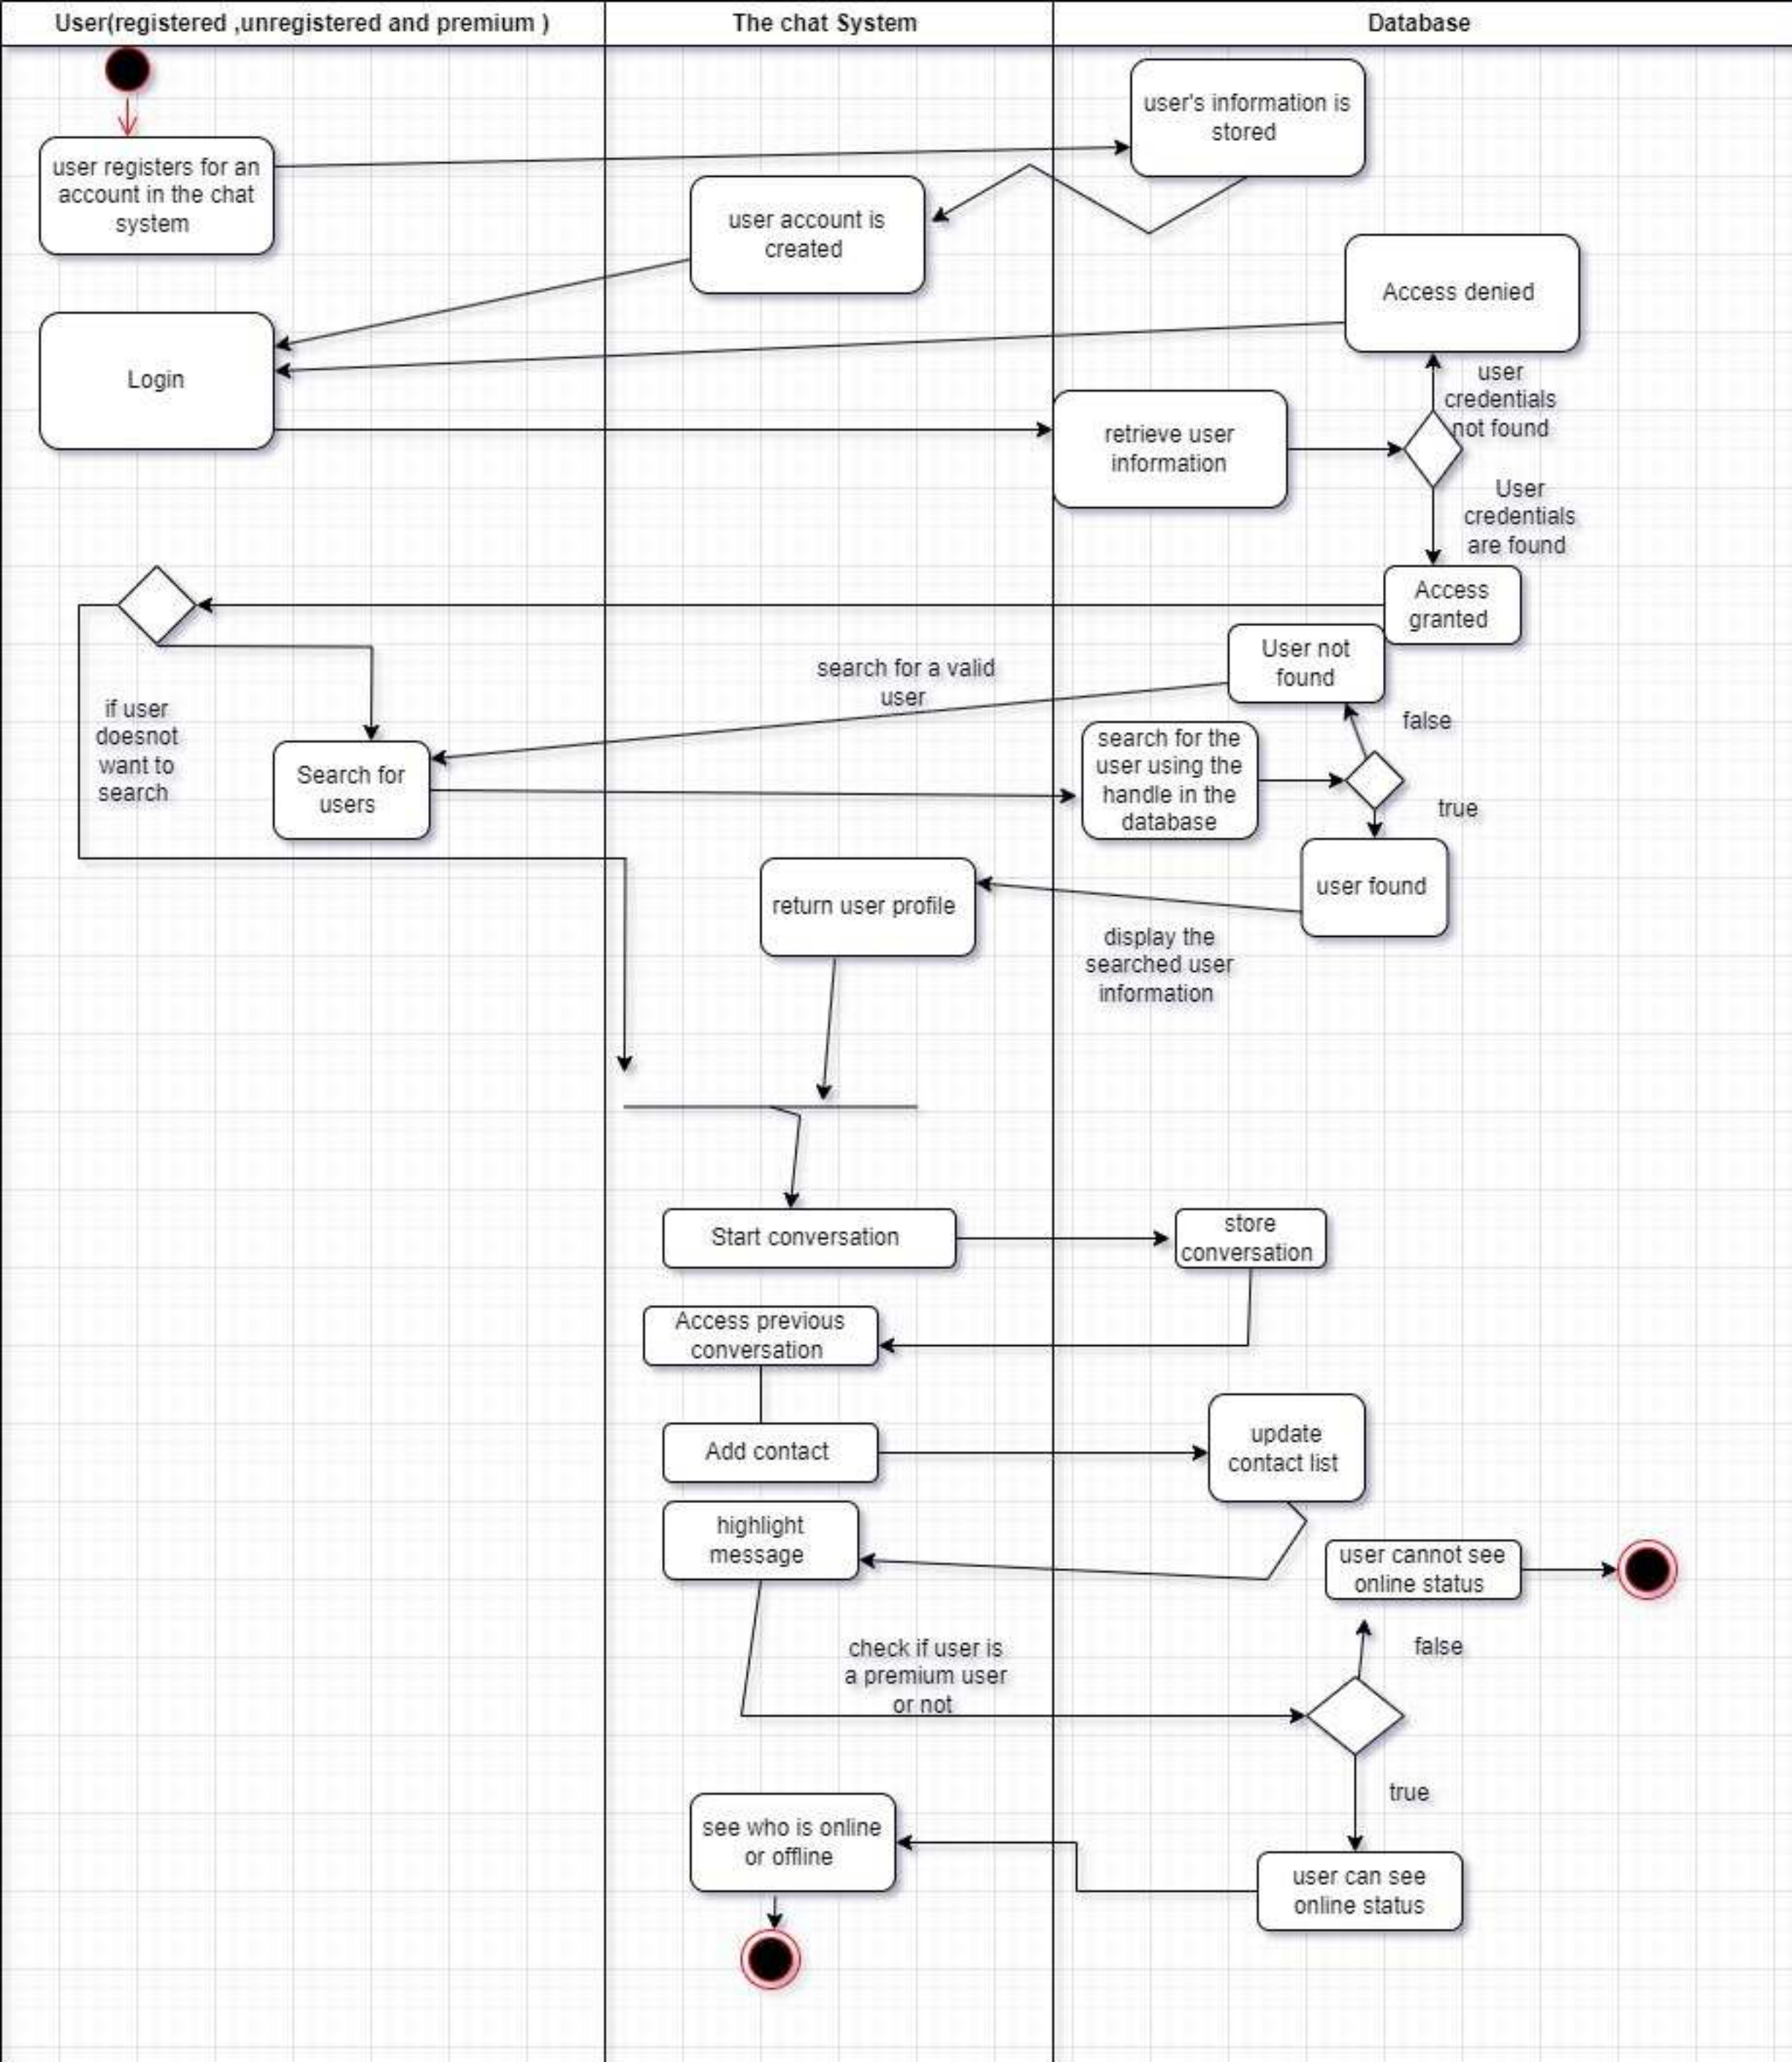 User(registered ,unregistered and premium )
The chat System
Database
user's information is
stored
user registers for an
account in the chat
system
user account is
created
Access denied
Login
user
credentials
not found
retrieve user
information
User
credentials
are found
Access
granted
User not
found
search for a valid
user
false
if user
doesnot
want to
search
Search for
users
search for the
user using the
handle in the
database
true
user found
return user profile
display the
searched user
information
Start conversation
store
conversation
Access previous
conversation
Add contact
update
contact list
highlight
message
user cannot see
online status
false
check if user is
a premium user
or not
true
see who is online
or offline
user can see
online status